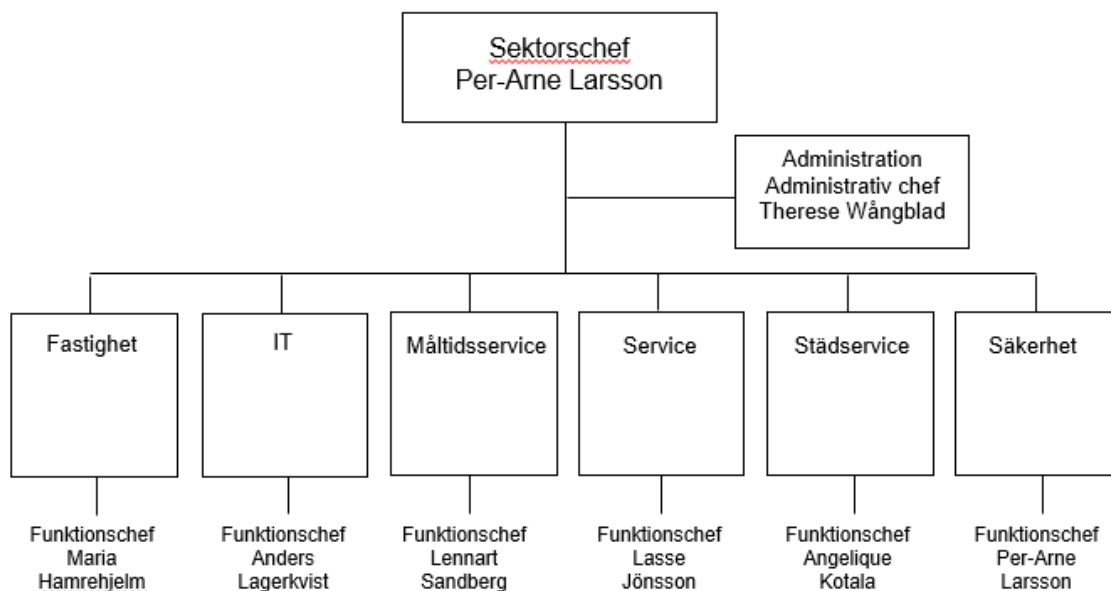 Sektorschef
Per-Arne Larsson
Administration
Administrativ chef
Therese Wångblad
Fastighet
IT
Måltidsservice
Service
Städservice
Säkerhet
Funktionschef
Maria
Hamrehjelm
Funktionschef
Anders
Lagerkvist
Funktionschef
Lennart
Sandberg
Funktionschef
Lasse
Jönsson
Funktionschef
Angelique
Kotala
Funktionschef
Per-Arne
Larsson